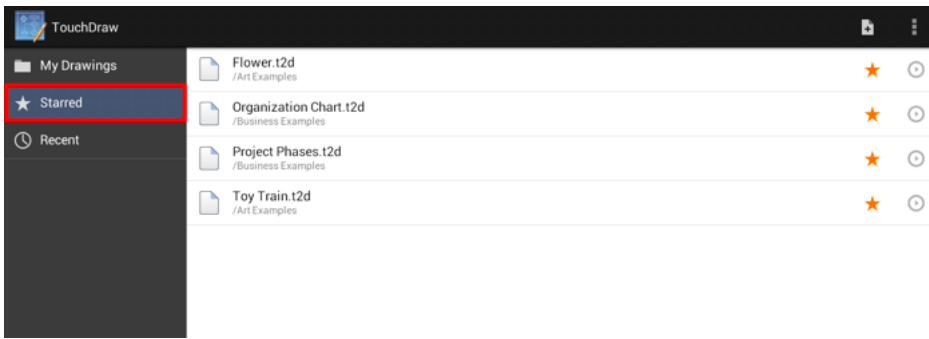 TouchDraw
My Drawings
Starred
Recent
Flower.t2d
/Art Examples
Organization Chart.t2d
/Business Examples
Project Phases.t2d
/Business Examples
Toy Train.t2d
/Art Examples